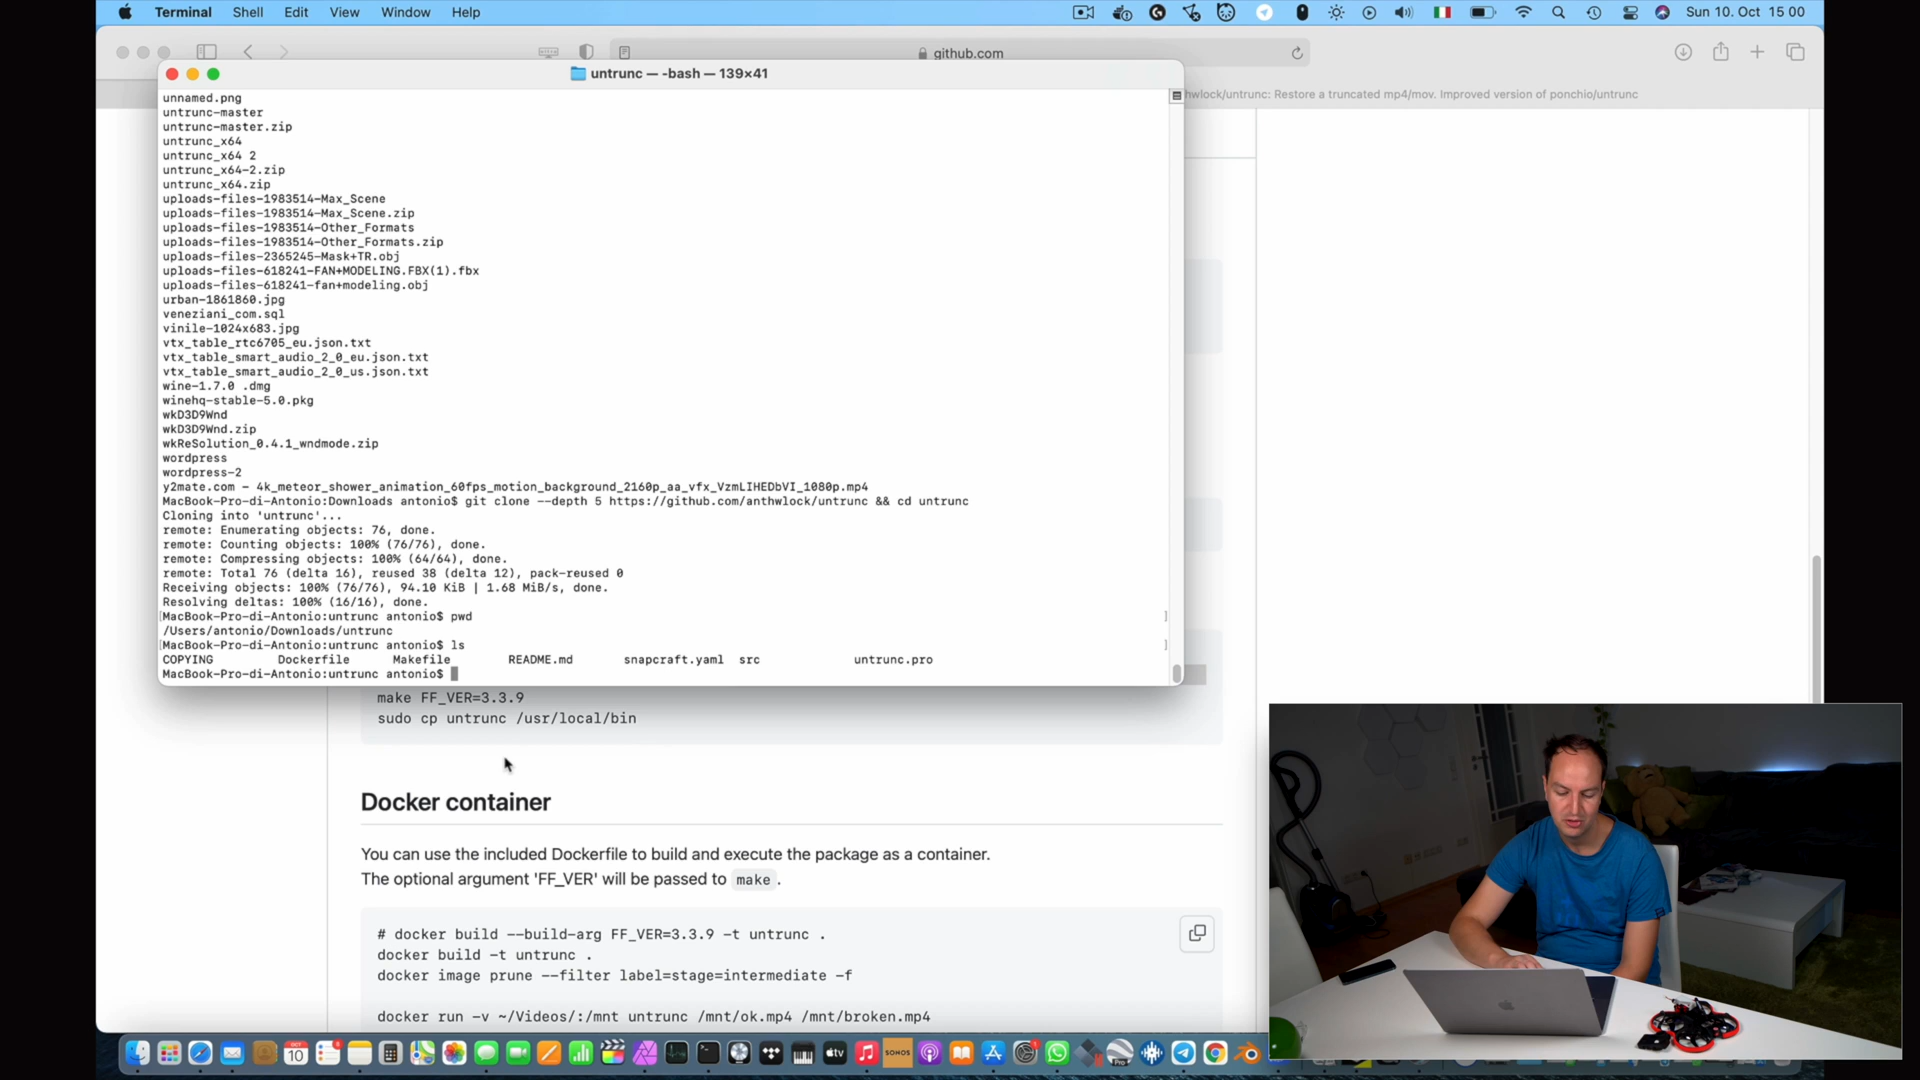 Terminal Shell Edit View Window Help
Sun 10. Oct 15 00
github.com
untrunc — -bash — 139×41
hwlock/untrunc: Restore a truncated mp4/mov. Improved version of ponchio/untrunc
unnamed.png
untrunc-master
untrunc-master.zip
untrunc_x64
untrunc_x64 2
untrunc_x64-2.zip
untrunc_x64.zip
uploads-files-1983514-Max_Scene
uploads-files-1983514-Max_Scene.zip
uploads-files-1983514-Other_Formats
uploads-files-1983514-Other_Formats.zip
uploads-files-2365245-Mask+TR.obj
uploads-files-618241-FAN+MODELING.FBX(1).fbx
uploads-files-618241-fan+modeling.obj
urban-1861860.jpg
veneziani_com.sql
vinile-1024x683.jpg
vtx_table_rtc6705_eu.json.txt
vtx_table_smart_audio_2_0_eu.json.txt
vtx_table_smart_audio_2_0_us.json.txt
wine-1.7.0 .dmg
winehq-stable-5.0.pkg
wkD3D9Wnd
wkD3D9Wnd.zip
wkReSolution_0.4.1_wndmode.zip
wordpress
wordpress-2
y2mate.com - 4k_meteor_shower_animation_60fps_motion_background_2160p_aa_vfx_VzmLIHEDbVI_1080p.mp4
MacBook-Pro-di-Antonio:Downloads antonio$ git clone --depth 5 https://github.com/anthwlock/untrunc && cd untrunc
Cloning into 'untrunc'...
remote: Enumerating objects: 76, done.
remote: Counting objects: 100% (76/76), done.
remote: Compressing objects: 100% (64/64), done.
remote: Total 76 (delta 16), reused 38 (delta 12), pack-reused 0
Receiving objects: 100% (76/76), 94.10 KiB | 1.68 MiB/s, done.
Resolving deltas: 100% (16/16), done.
[MacBook-Pro-di-Antonio:untrunc antonio$ pwd ]
/Users/antonio/Downloads/untrunc
[MacBook-Pro-di-Antonio:untrunc antonio$ ls ]
COPYING Dockerfile Makefile README.md snapcraft.yaml src untrunc.pro
MacBook-Pro-di-Antonio:untrunc antonio$
make FF_VER=3.3.9
sudo cp untrunc /usr/local/bin
Docker container
You can use the included Dockerfile to build and execute the package as a container.
The optional argument 'FF_VER' will be passed to make .
# docker build --build-arg FF_VER=3.3.9 -t untrunc .
docker build -t untrunc .
docker image prune --filter label=stage=intermediate -f
docker run -v ~/Videos/:/mnt untrunc /mnt/ok.mp4 /mnt/broken.mp4
OCT
10
tv
SONOS